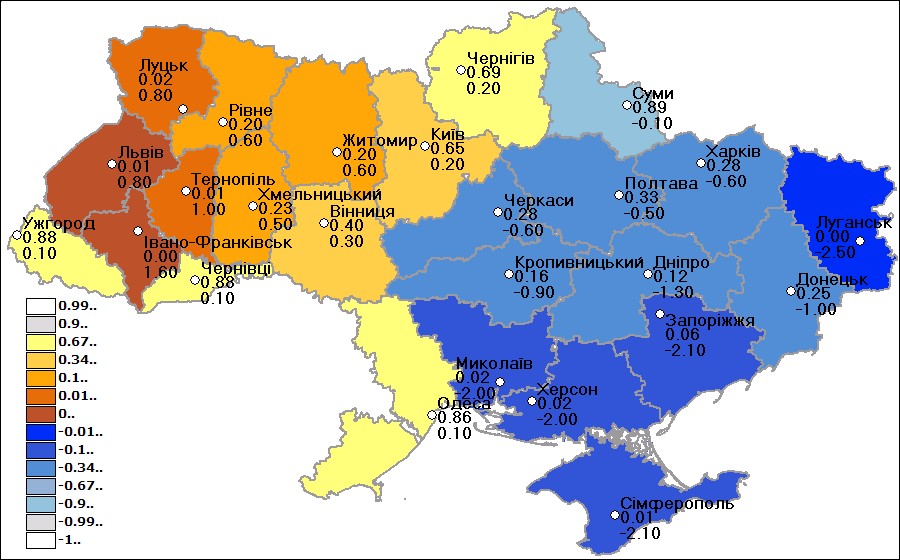 Луцьк
0.02
0.80
Рівне
0.20
0.60
Житомир
0.20
0.60
Київ
0.65
0.20
Чернігів
0.69
0.20
Суми
0.89
-0.10
Львів
0.01
0.80
Тернопіль
0.01
1.00
Хмельницький
0.23
0.50
Вінниця
0.40
0.30
Черкаси
0.28
-0.60
Полтава
0.33
-0.50
Харків
0.28
-0.60
Луганськ
0.00
-2.50
Ужгород
0.88
0.10
Івано-Франківськ
0.00
1.60
Чернівці
0.88
0.10
Кропивницький
0.16
-0.90
Дніпро
0.12
-1.30
Донецьк
0.25
-1.00
Запоріжжя
0.06
-2.10
Миколаїв
0.02
-2.00
Херсон
0.02
-2.00
Одеса
0.86
0.10
Сімферополь
0.01
-2.10
0.99..
0.9..
0.67..
0.34..
0.1..
0.01..
0..
-0.01..
-0.1..
-0.34..
-0.67..
-0.9..
-0.99..
-1..